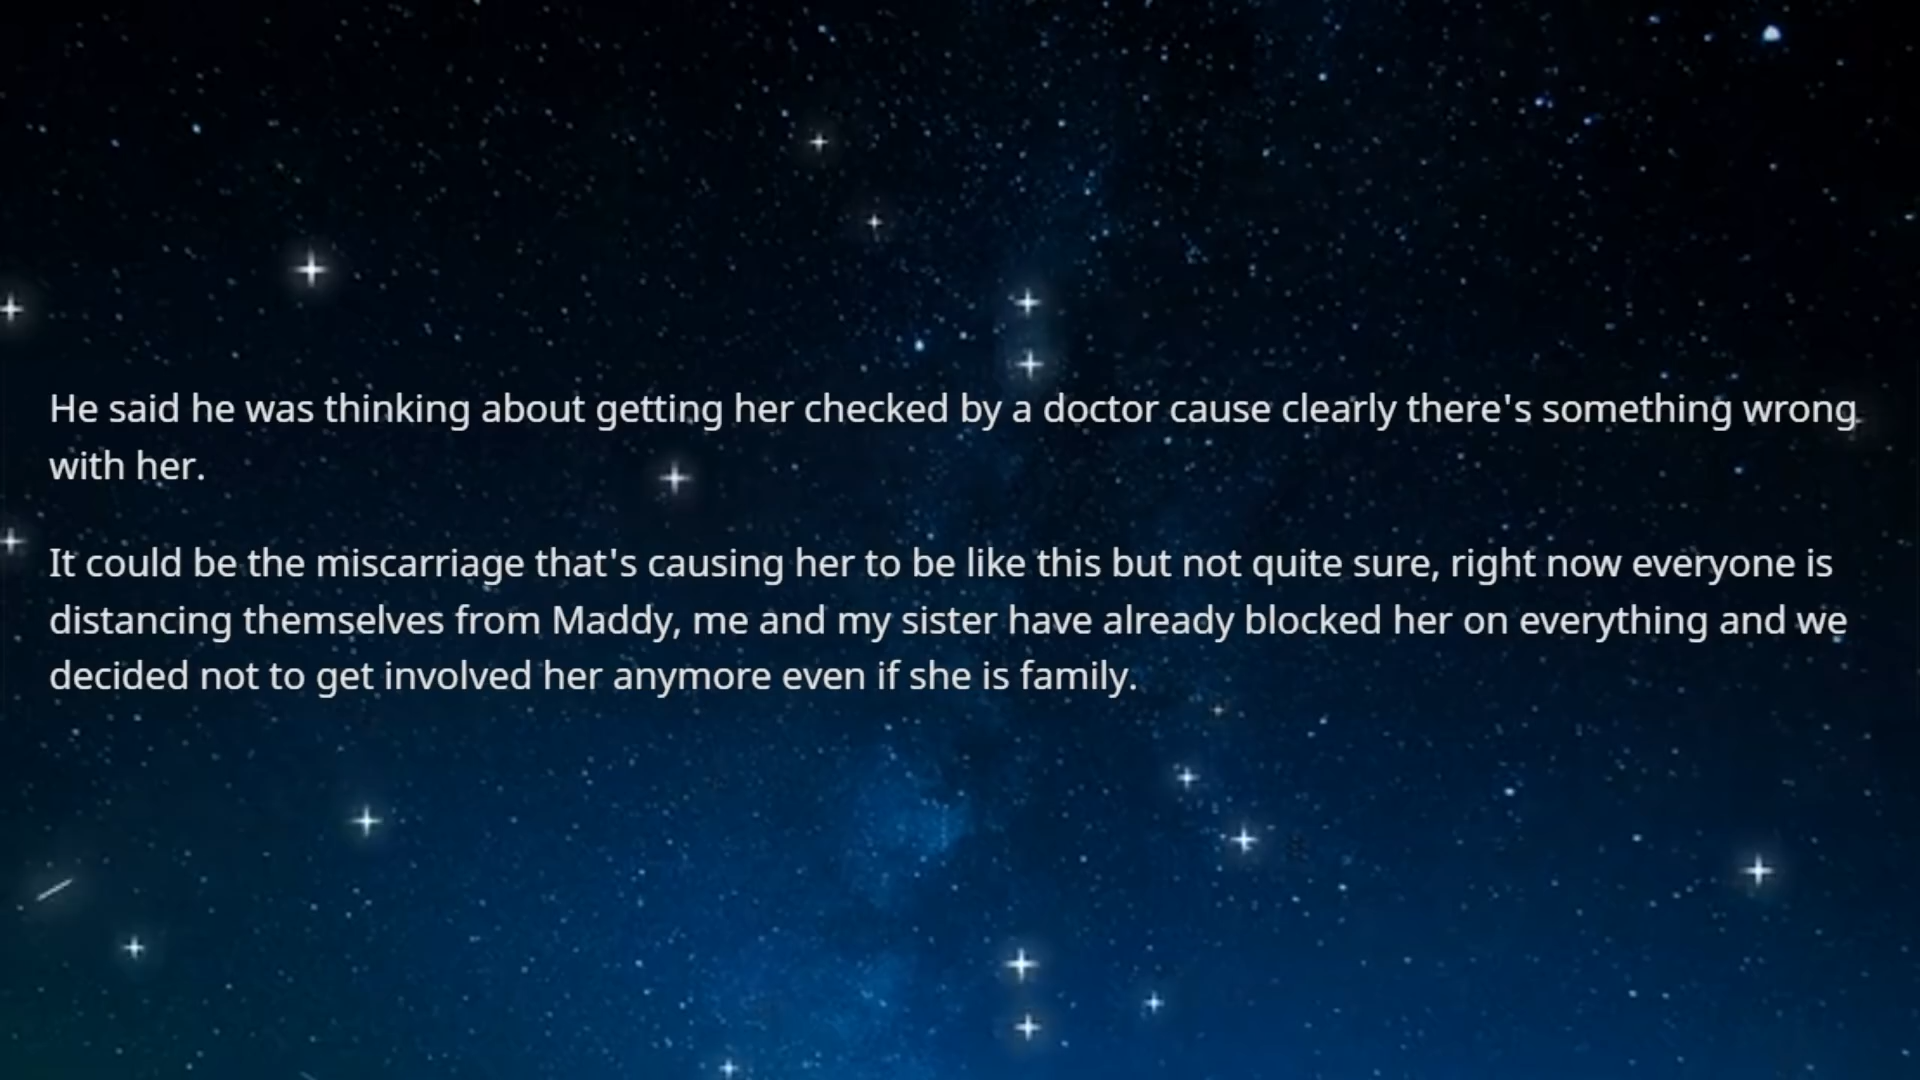 He said he was thinking about getting her checked by a doctor cause clearly there's something wrong
with her.
It could be the miscarriage that's causing her to be like this but not quite sure, right now everyone is
distancing themselves from Maddy, me and my sister have already blocked her on everything and we
decided not to get involved her anymore even if she is family.